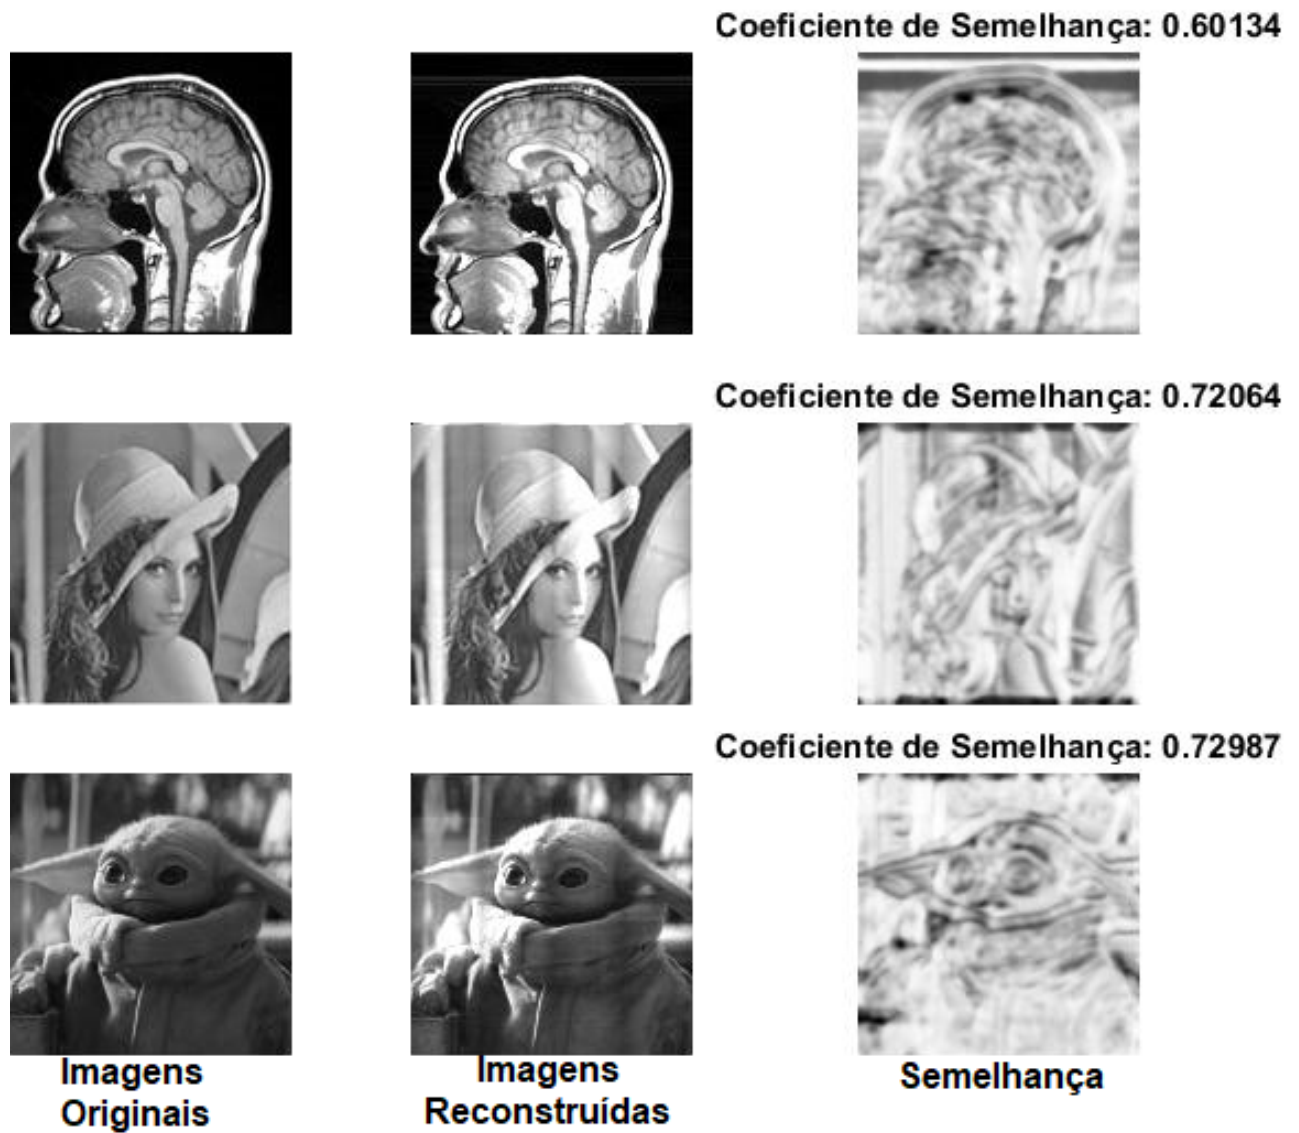 Coeficiente de Semelhança: 0.60134
Coeficiente de Semelhança: 0.72064
Coeficiente de Semelhança: 0.72987
Imagens
Originais
Imagens
Reconstruídas
Semelhança